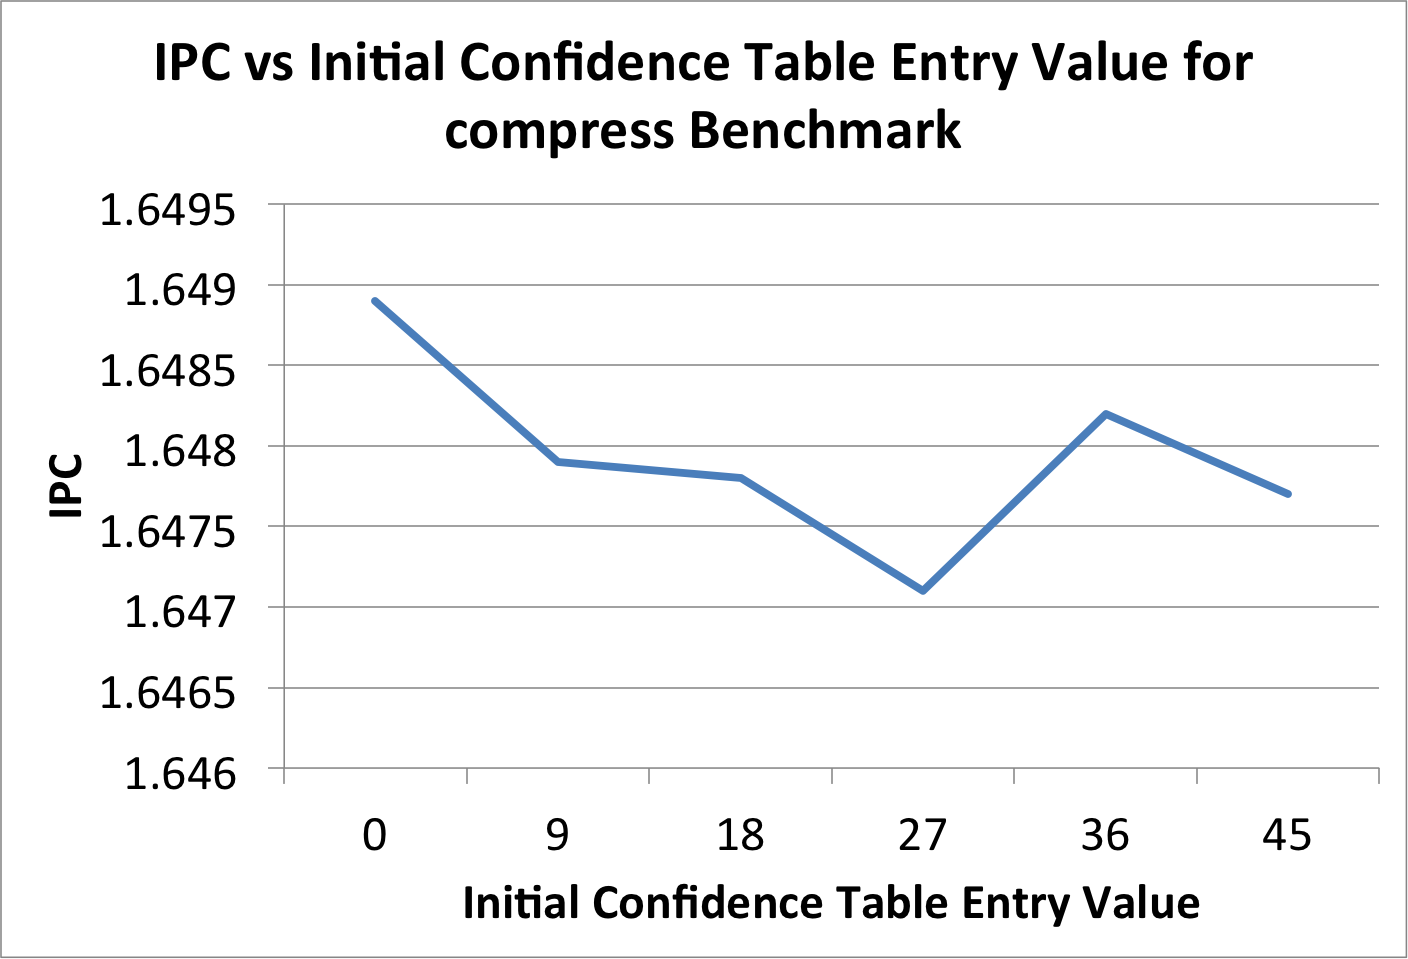 IPC vs Initial Confidence Table Entry Value for
compress Benchmark
1.6495
1.649
1.6485
1.648
1.6475
1.647
1.6465
1.646
IPC
0 9 18 27 36 45
Initial Confidence Table Entry Value